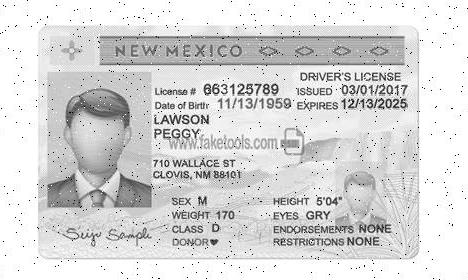 NEW MEXICO
DRIVER'S LICENSE
License # 663125789 ISSUED 03/01/2017
Date of Birth 11/13/1959 EXPIRES 12/13/2025
LAWSON
PEGGY
www.faketools.com
710 WALLACE ST
CLOVIS, NM 88101
SEX M HEIGHT 5'04"
WEIGHT 170 EYES GRY
CLASS D ENDORSEMENTS NONE
DONOR♥ RESTRICTIONS NONE
Seize Sample